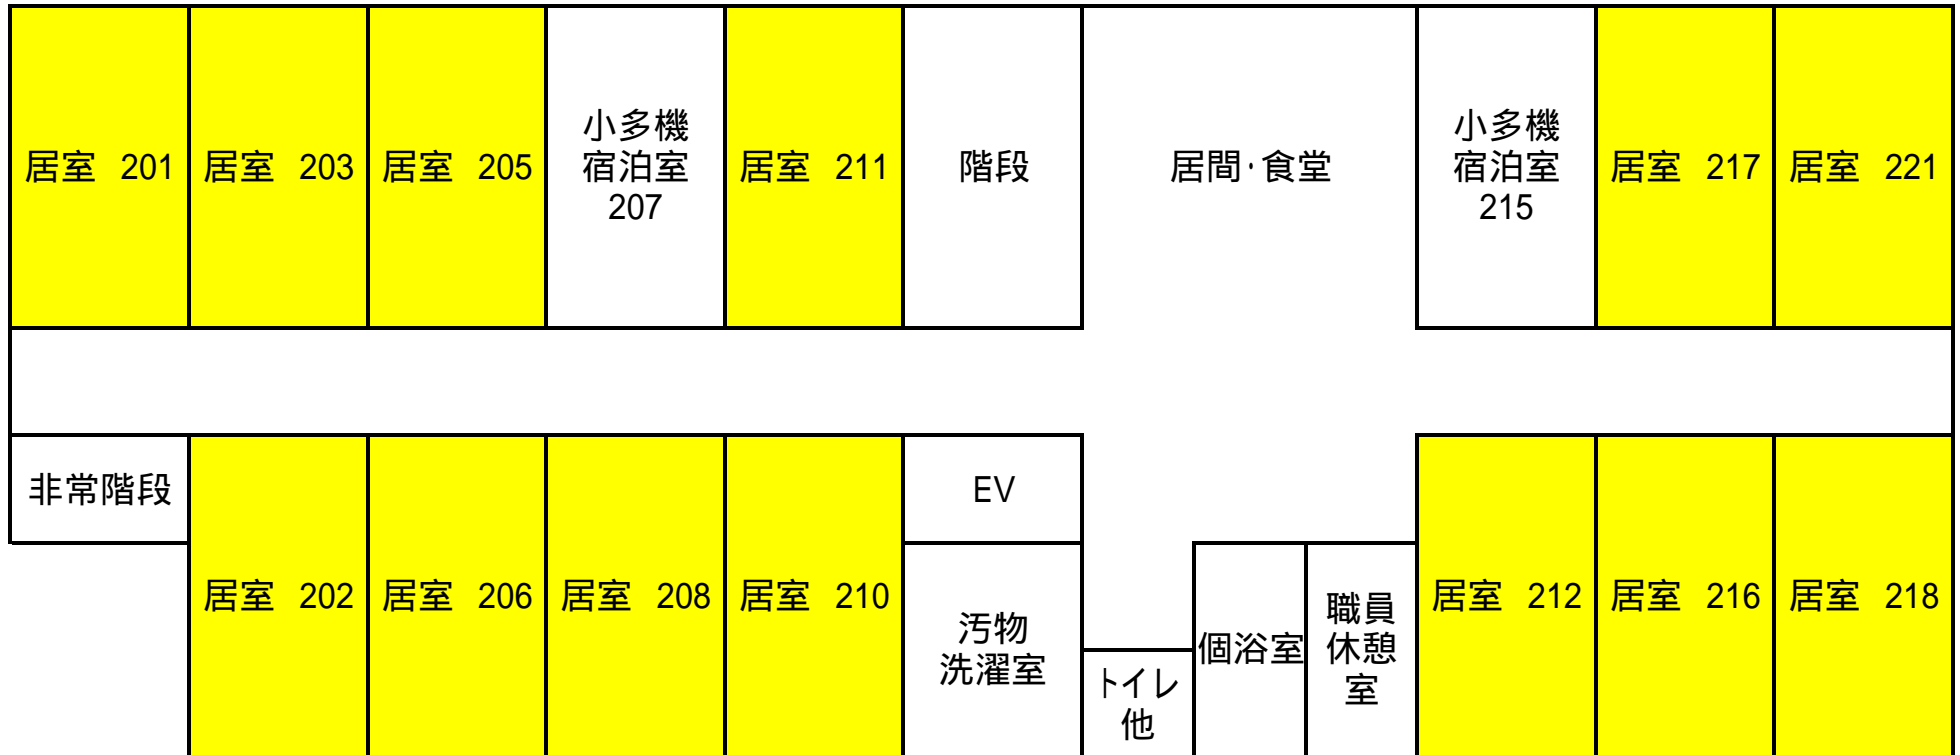 居室 201
居室 203
居室 205
小多機
宿泊室
207
居室 211
階段
居間･食堂
小多機
宿泊室
215
居室 217
居室 221
非常階段
居室 202
居室 206
居室 208
居室 210
EV
汚物
洗濯室
トイレ
他
個浴室
職員
休憩
室
居室 212
居室 216
居室 218